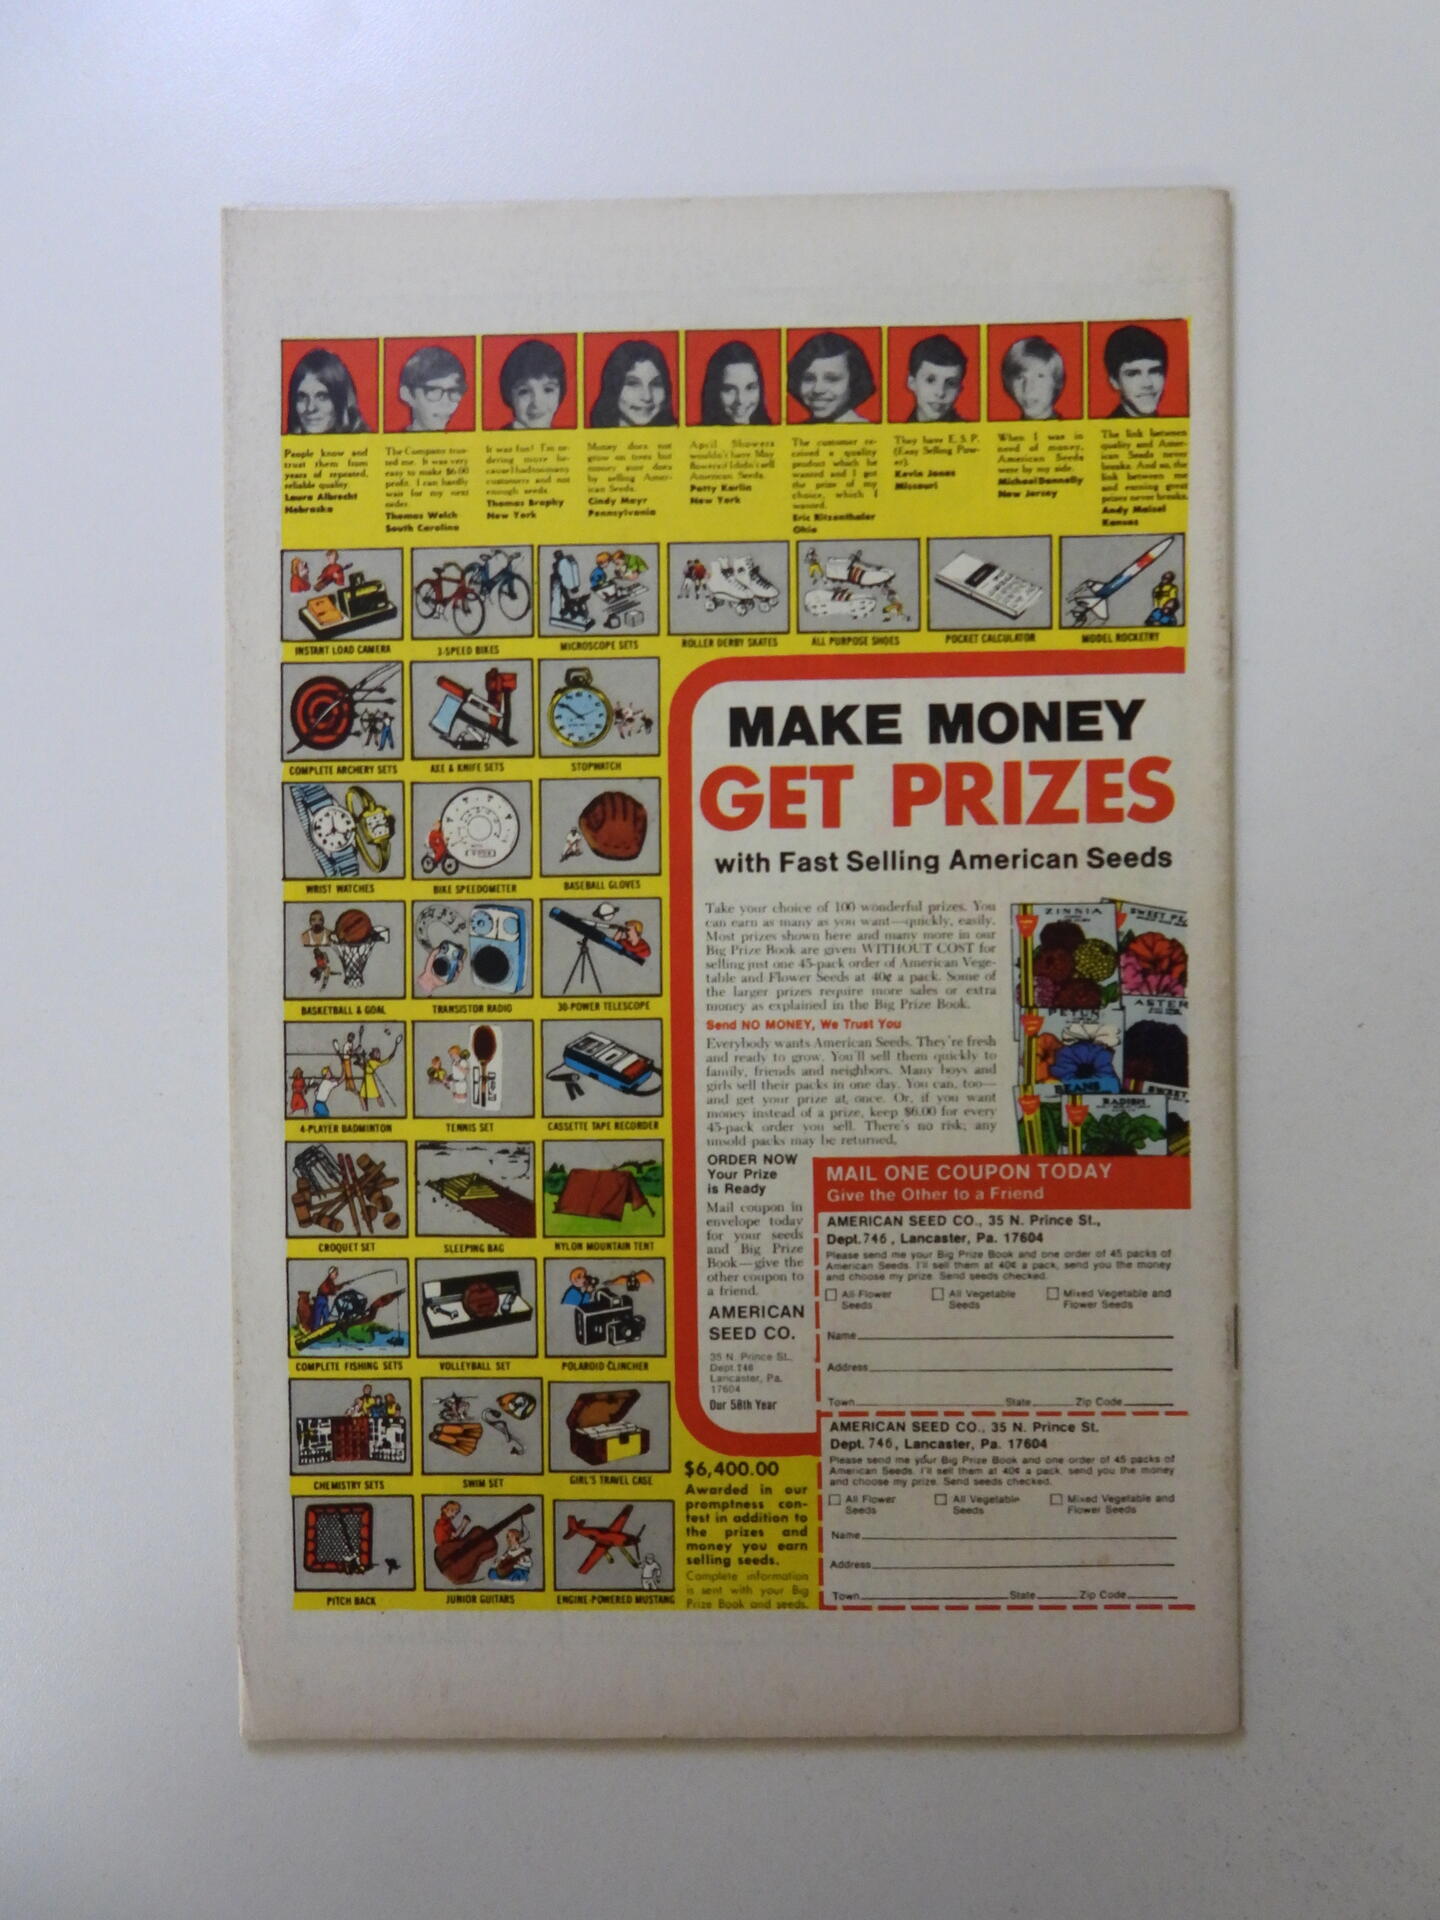 People know and
trust them from
years of repeated,
reliable quality.
Laura Albrecht
Nebraska
The Company trus-
ted me. It was very
easy to make $6.00
profit. I can hardly
wait for my next
order.
Thomas Welch
South Carolina
It was fun! I'm or-
dering more be-
cause I had too many
customers and not
enough seeds.
Thomas Brophy
New York
Money does not
grow on trees but
money sure does
by selling Amer-
ican Seeds.
Cindy Mayr
Pennsylvania
April Showers
wouldn't have May
flowers if I didn't sell
American Seeds.
Patty Karlin
New York
The customer re-
ceived a quality
product which he
wanted and I got
the prize of my
choice, which I
wanted.
Eric Ritzenthaler
Ohio
They have E.S.P.
(Easy Selling Pow-
er).
Kevin Jones
Missouri
When I was in
need of money,
American Seeds
were by my side.
Michael Donnelly
New Jersey
The link between
quality and Amer-
ican Seeds never
breaks. And so, the
link between me
and earning great
prizes never breaks.
Andy Maisel
Kansas
INSTANT LOAD CAMERA
3-SPEED BIKES
MICROSCOPE SETS
ROLLER DERBY SKATES
ALL PURPOSE SHOES
POCKET CALCULATOR
MODEL ROCKETRY
COMPLETE ARCHERY SETS
AXE & KNIFE SETS
STOPWATCH
WRIST WATCHES
BIKE SPEEDOMETER
BASEBALL GLOVES
BASKETBALL & GOAL
TRANSISTOR RADIO
30-POWER TELESCOPE
4-PLAYER BADMINTON
TENNIS SET
CASSETTE TAPE RECORDER
CROQUET SET
SLEEPING BAG
NYLON MOUNTAIN TENT
COMPLETE FISHING SETS
VOLLEYBALL SET
POLAROID CLINCHER
CHEMISTRY SETS
SWIM SET
GIRL'S TRAVEL CASE
PITCH BACK
JUNIOR GUITARS
ENGINE-POWERED MUSTANG
MAKE MONEY
GET PRIZES
with Fast Selling American Seeds
Take your choice of 100 wonderful prizes. You
can earn as many as you want—quickly, easily.
Most prizes shown here and many more in our
Big Prize Book are given WITHOUT COST for
selling just one 45-pack order of American Vege-
table and Flower Seeds at 40¢ a pack. Some of
the larger prizes require more sales or extra
money as explained in the Big Prize Book.
Send NO MONEY, We Trust You
Everybody wants American Seeds. They're fresh
and ready to grow. You'll sell them quickly to
family, friends and neighbors. Many boys and
girls sell their packs in one day. You can, too—
and get your prize at once. Or, if you want
money instead of a prize, keep $6.00 for every
45-pack order you sell. There's no risk; any
unsold packs may be returned.
ZINNIA
SWEET PE
ASTER
PETUN
BEANS
RADISH
SWEET
ORDER NOW
Your Prize
is Ready
Mail coupon in
envelope today
for your seeds
and Big Prize
Book—give the
other coupon to
a friend.
AMERICAN
SEED CO.
35 N. Prince St.,
Dept. 746
Lancaster, Pa.
17604
Our 58th Year
MAIL ONE COUPON TODAY
Give the Other to a Friend
AMERICAN SEED CO., 35 N. Prince St.,
Dept. 746, Lancaster, Pa. 17604
Please send me your Big Prize Book and one order of 45 packs of
American Seeds. I'll sell them at 40¢ a pack, send you the money
and choose my prize. Send seeds checked.
All Flower Seeds
All Vegetable Seeds
Mixed Vegetable and Flower Seeds
Name
Address
Town State Zip Code
AMERICAN SEED CO., 35 N. Prince St.
Dept. 746, Lancaster, Pa. 17604
Please send me your Big Prize Book and one order of 45 packs of
American Seeds. I'll sell them at 40¢ a pack, send you the money
and choose my prize. Send seeds checked.
All Flower Seeds
All Vegetable Seeds
Mixed Vegetable and Flower Seeds
Name
Address
Town State Zip Code
$6,400.00
Awarded in our
promptness con-
test in addition to
the prizes and
money you earn
selling seeds.
Complete information
is sent with your Big
Prize Book and seeds.